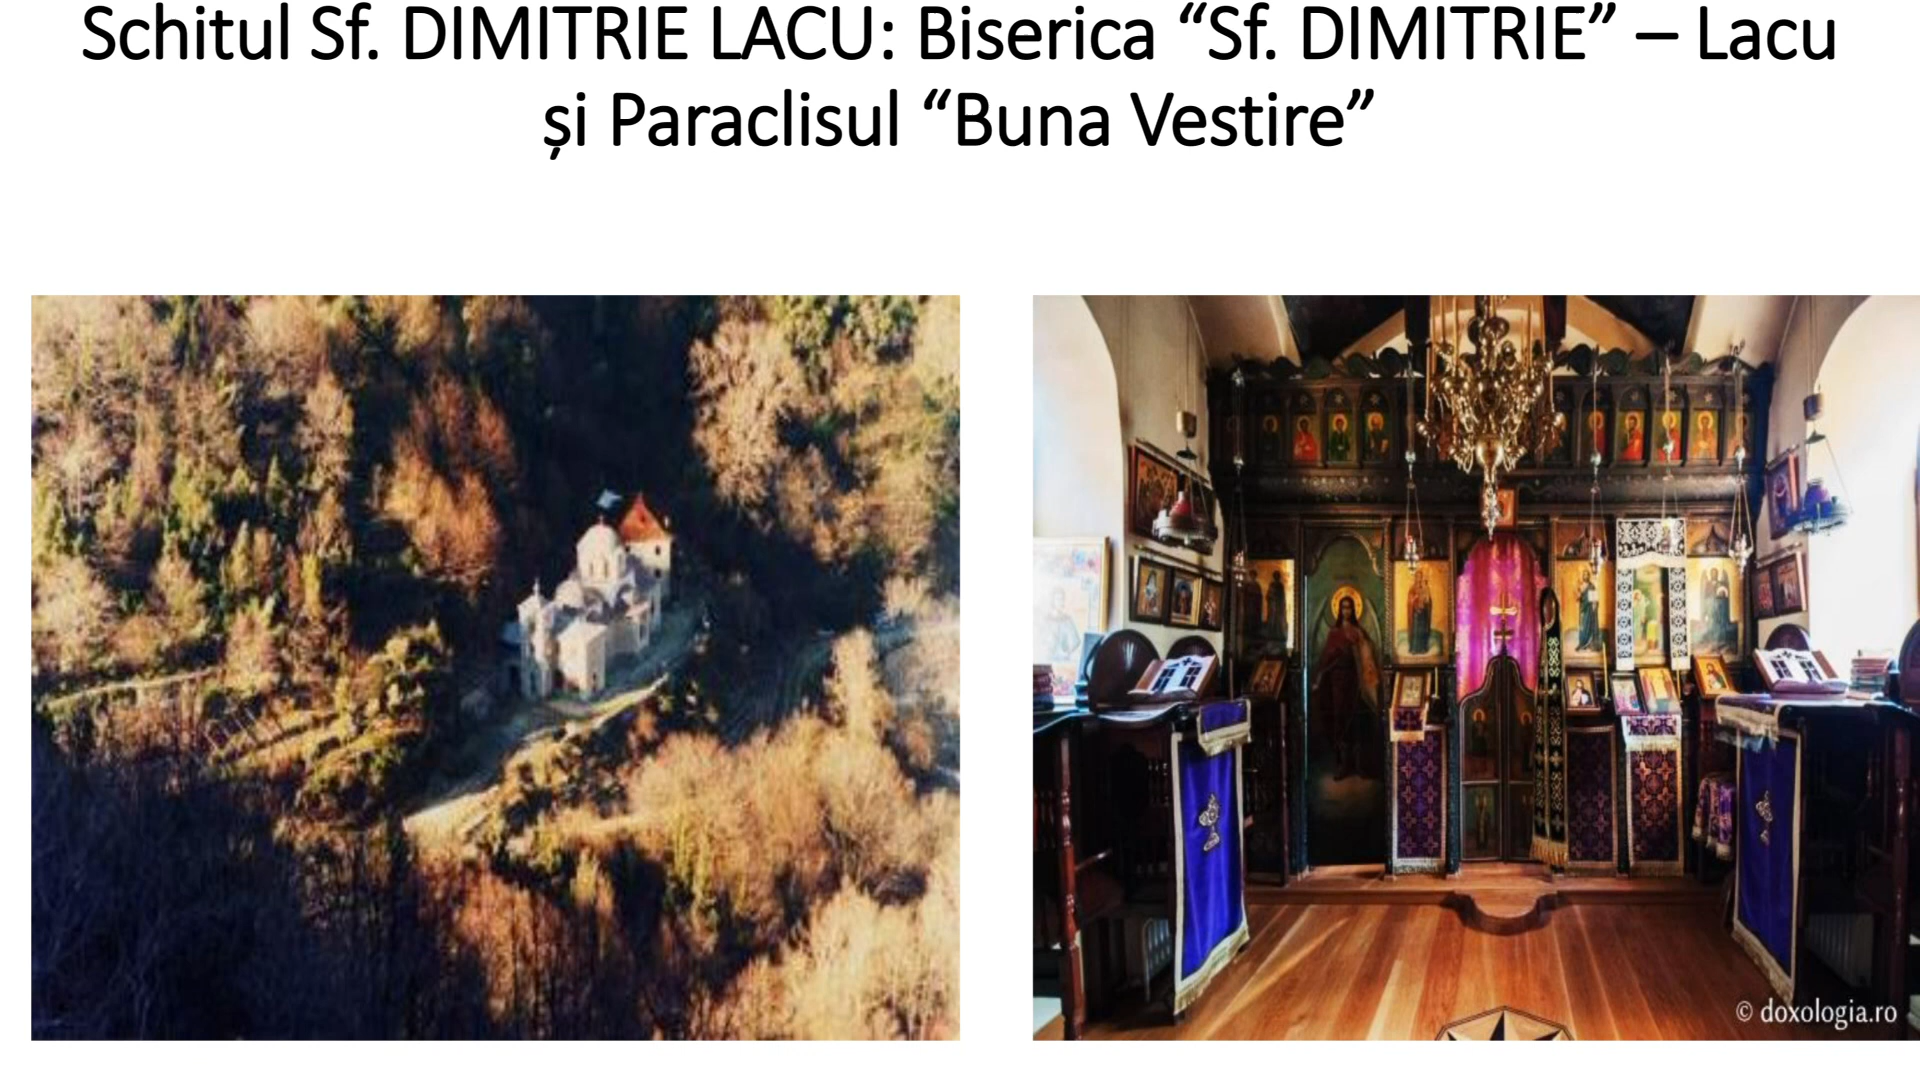 Schitul Sf. DIMITRIE LACU: Biserica “Sf. DIMITRIE” – Lacu
și Paraclisul “Buna Vestire”
© doxologia.ro